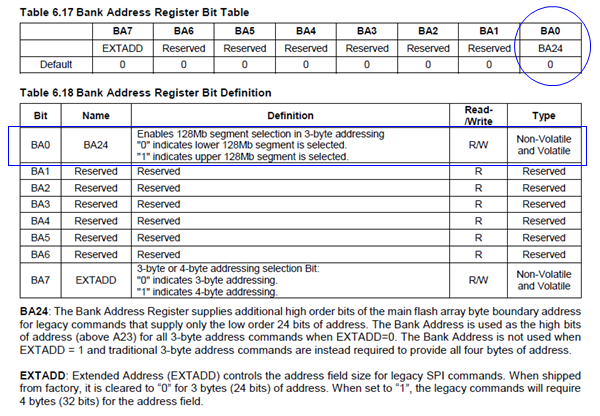 Table 6.17 Bank Address Register Bit Table
BA7 BA6 BA5 BA4 BA3 BA2 BA1 BA0
EXTADD Reserved Reserved Reserved Reserved Reserved Reserved BA24
Default 0 0 0 0 0 0 0 0
Table 6.18 Bank Address Register Bit Definition
Bit Name Definition Read-/Write Type
BA0 BA24 Enables 128Mb segment selection in 3-byte addressing
"0" indicates lower 128Mb segment is selected.
"1" indicates upper 128Mb segment is selected. R/W Non-Volatile and Volatile
BA1 Reserved Reserved R Reserved
BA2 Reserved Reserved R Reserved
BA3 Reserved Reserved R Reserved
BA4 Reserved Reserved R Reserved
BA5 Reserved Reserved R Reserved
BA6 Reserved Reserved R Reserved
BA7 EXTADD 3-byte or 4-byte addressing selection Bit:
"0" indicates 3-byte addressing.
"1" indicates 4-byte addressing. R/W Non-Volatile and Volatile
BA24: The Bank Address Register supplies additional high order bits of the main flash array byte boundary address
for legacy commands that supply only the low order 24 bits of address. The Bank Address is used as the high bits
of address (above A23) for all 3-byte address commands when EXTADD=0. The Bank Address is not used when
EXTADD = 1 and traditional 3-byte address commands are instead required to provide all four bytes of address.
EXTADD: Extended Address (EXTADD) controls the address field size for legacy SPI commands. When shipped
from factory, it is cleared to “0” for 3 bytes (24 bits) of address. When set to “1”, the legacy commands will require
4 bytes (32 bits) for the address field.